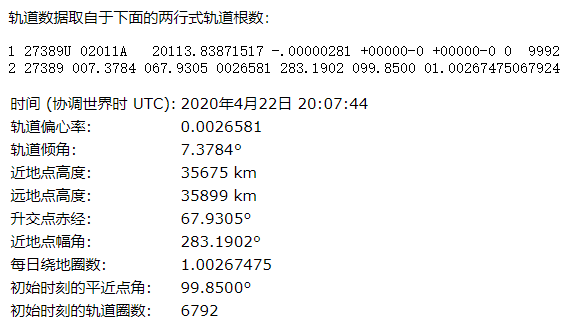 轨道数据取自于下面的两行式轨道根数:
1 27389U 02011A   20113.83871517 -.00000281 +00000-0 +00000-0 0  9992
2 27389 007.3784 067.9305 0026581 283.1902 099.8500 01.00267475067924
时间 (协调世界时 UTC): 2020年4月22日 20:07:44
轨道偏心率: 0.0026581
轨道倾角: 7.3784°
近地点高度: 35675 km
远地点高度: 35899 km
升交点赤经: 67.9305°
近地点幅角: 283.1902°
每日绕地圈数: 1.00267475
初始时刻的平近点角: 99.8500°
初始时刻的轨道圈数: 6792